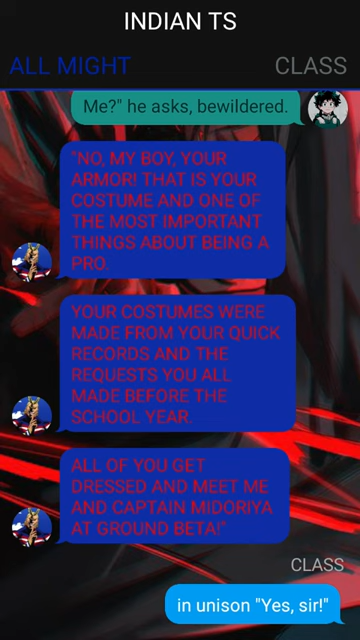 INDIAN TS
ALL MIGHT
CLASS
Me?" he asks, bewildered.
"NO, MY BOY, YOUR
ARMOR! THAT IS YOUR
COSTUME AND ONE OF
THE MOST IMPORTANT
THINGS ABOUT BEING A
PRO.
YOUR COSTUMES WERE
MADE FROM YOUR QUICK
RECORDS AND THE
REQUESTS YOU ALL
MADE BEFORE THE
SCHOOL YEAR.
ALL OF YOU GET
DRESSED AND MEET ME
AND CAPTAIN MIDORIYA
AT GROUND BETA!"
CLASS
in unison "Yes, sir!"